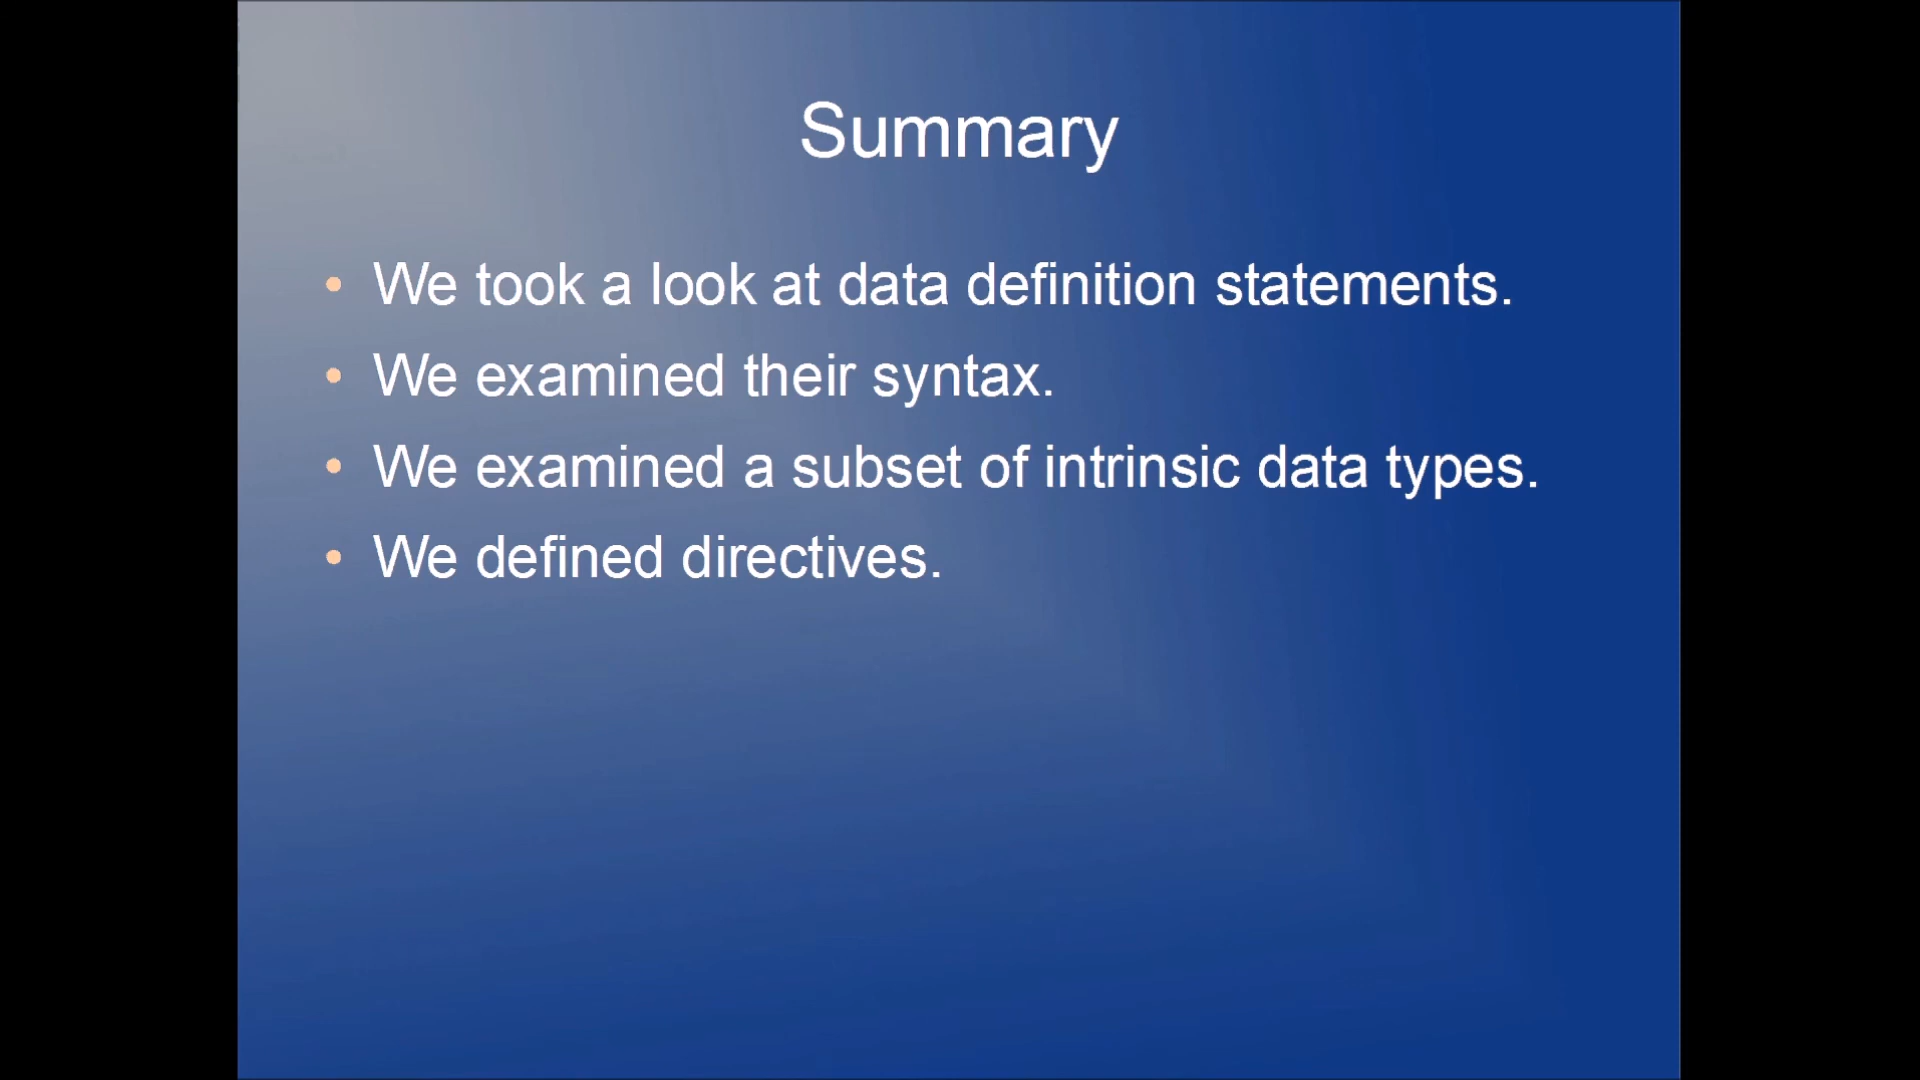 Summary
• We took a look at data definition statements.
• We examined their syntax.
• We examined a subset of intrinsic data types.
• We defined directives.